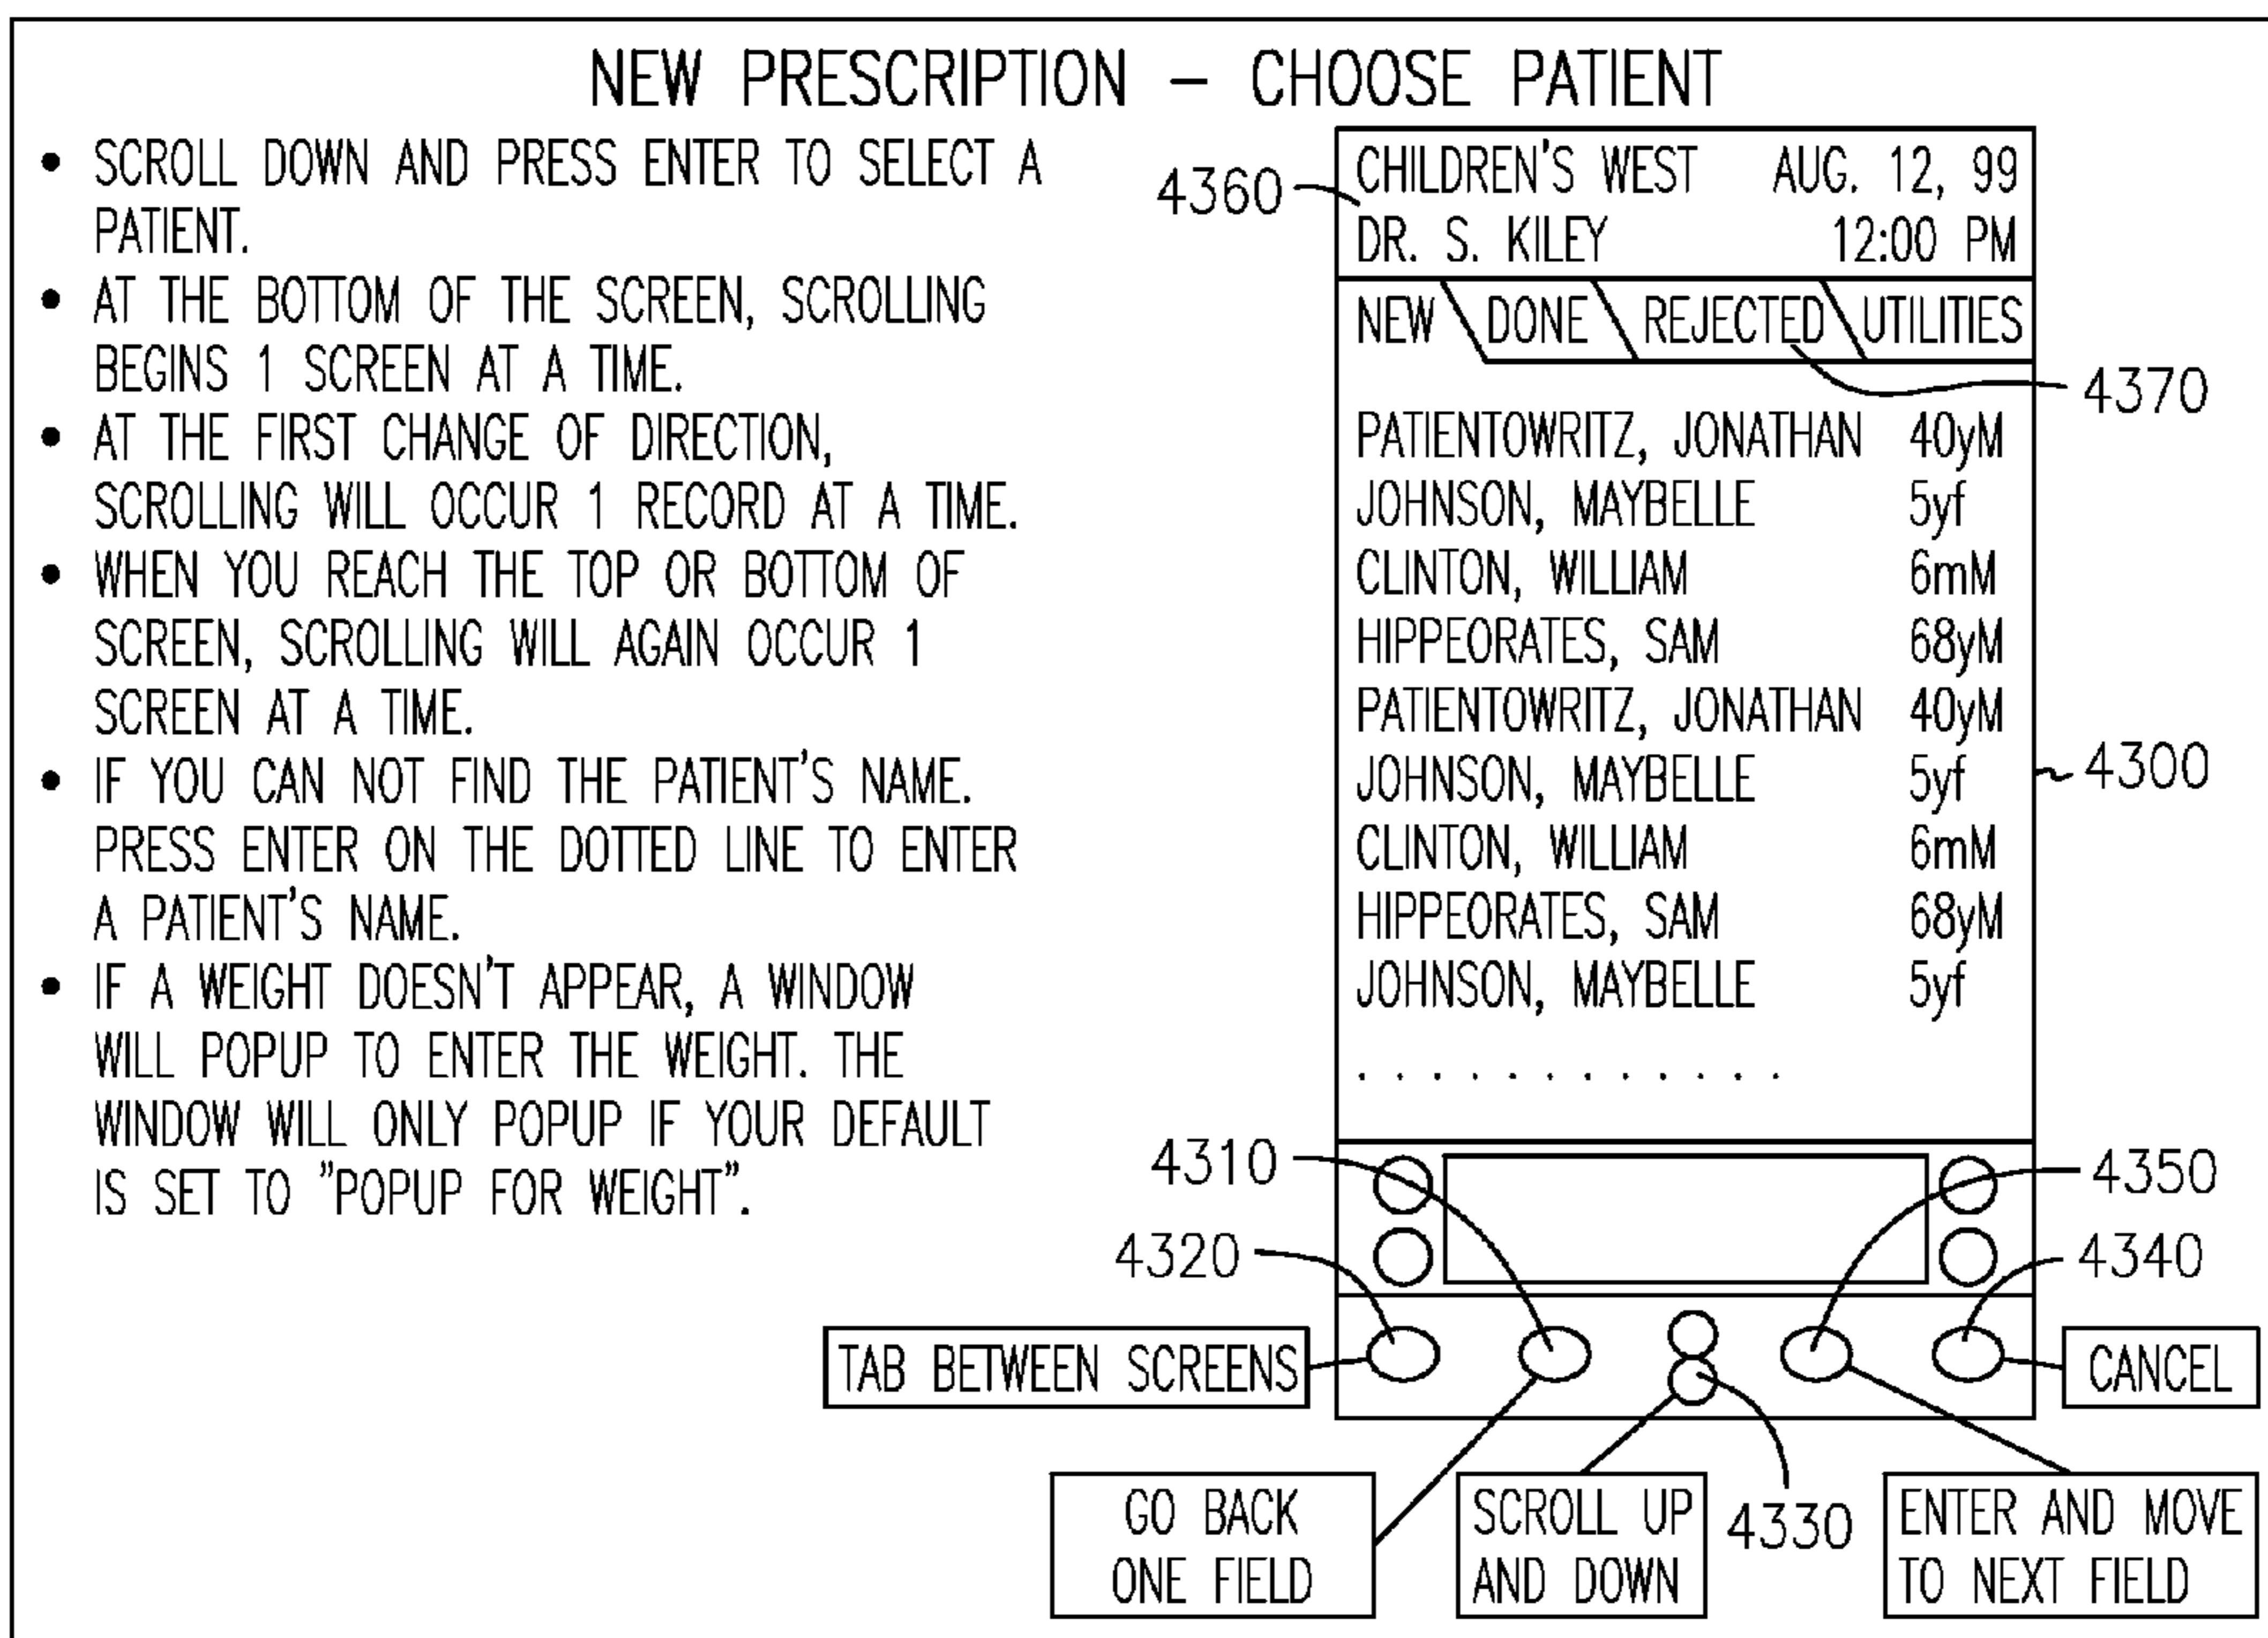 NEW PRESCRIPTION – CHOOSE PATIENT
• SCROLL DOWN AND PRESS ENTER TO SELECT A
PATIENT.
• AT THE BOTTOM OF THE SCREEN, SCROLLING
BEGINS 1 SCREEN AT A TIME.
• AT THE FIRST CHANGE OF DIRECTION,
SCROLLING WILL OCCUR 1 RECORD AT A TIME.
• WHEN YOU REACH THE TOP OR BOTTOM OF
SCREEN, SCROLLING WILL AGAIN OCCUR 1
SCREEN AT A TIME.
• IF YOU CAN NOT FIND THE PATIENT'S NAME.
PRESS ENTER ON THE DOTTED LINE TO ENTER
A PATIENT'S NAME.
• IF A WEIGHT DOESN'T APPEAR, A WINDOW
WILL POPUP TO ENTER THE WEIGHT. THE
WINDOW WILL ONLY POPUP IF YOUR DEFAULT
IS SET TO "POPUP FOR WEIGHT".
4360
CHILDREN'S WEST AUG. 12, 99
DR. S. KILEY 12:00 PM
NEW DONE REJECTED UTILITIES
4370
PATIENTOWRITZ, JONATHAN 40yM
JOHNSON, MAYBELLE 5yf
CLINTON, WILLIAM 6mM
HIPPEORATES, SAM 68yM
PATIENTOWRITZ, JONATHAN 40yM
JOHNSON, MAYBELLE 5yf
4300
CLINTON, WILLIAM 6mM
HIPPEORATES, SAM 68yM
JOHNSON, MAYBELLE 5yf
. . . . . . . . . . . .
4310
4350
4320
4340
TAB BETWEEN SCREENS
CANCEL
GO BACK
ONE FIELD
SCROLL UP
AND DOWN
4330
ENTER AND MOVE
TO NEXT FIELD